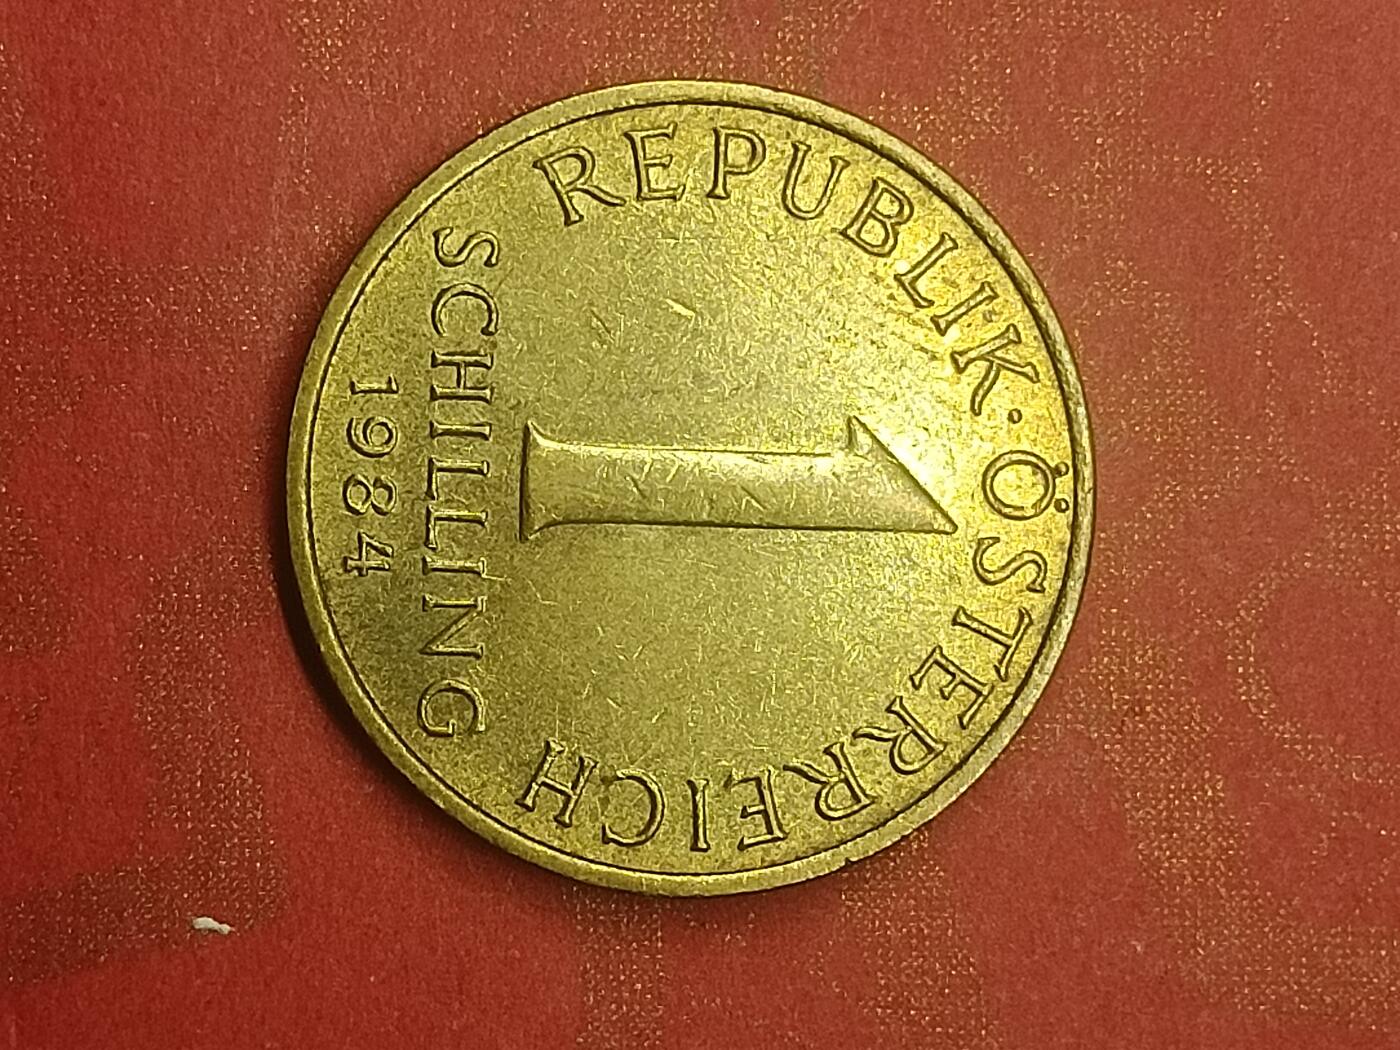 REPUBLIK·ÖSTERREICH
1
SCHILLING
1984